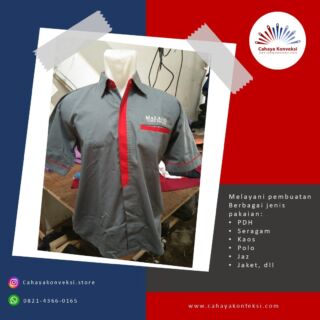 Cahaya Konveksi
Melayani pembuatan
Berbagai jenis
pakaian:
• PDH
• Seragam
• Kaos
• Polo
• Jaz
• Jaket, dll
Cahayakonveksi.store
0821-4366-0165
www.cahayakonveksi.com